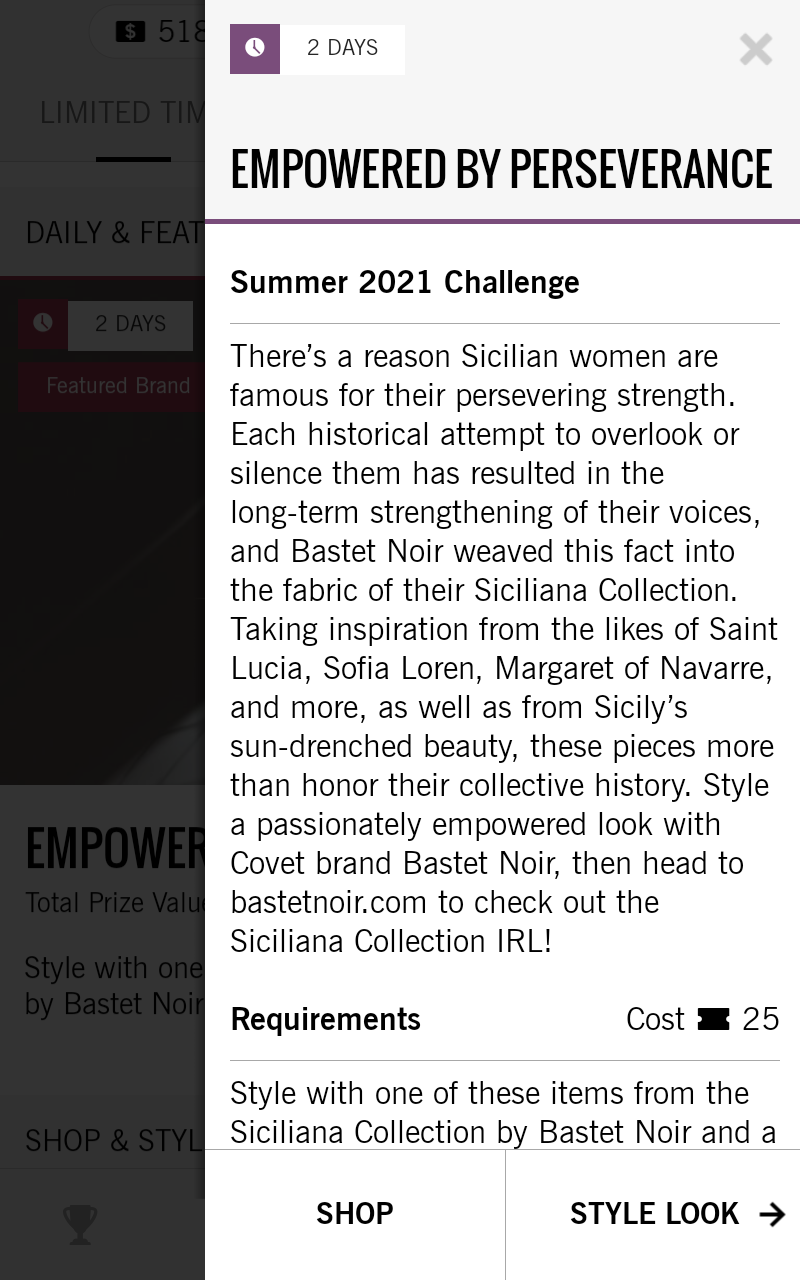 518
LIMITED TIM
DAILY & FEAT
2 DAYS
Featured Brand
EMPOWER
Total Prize Value
Style with one
by Bastet Noir
SHOP & STYL
2 DAYS
EMPOWERED BY PERSEVERANCE
Summer 2021 Challenge
There’s a reason Sicilian women are
famous for their persevering strength.
Each historical attempt to overlook or
silence them has resulted in the
long-term strengthening of their voices,
and Bastet Noir weaved this fact into
the fabric of their Siciliana Collection.
Taking inspiration from the likes of Saint
Lucia, Sofia Loren, Margaret of Navarre,
and more, as well as from Sicily’s
sun-drenched beauty, these pieces more
than honor their collective history. Style
a passionately empowered look with
Covet brand Bastet Noir, then head to
bastetnoir.com to check out the
Siciliana Collection IRL!
Requirements Cost 25
Style with one of these items from the
Siciliana Collection by Bastet Noir and a
SHOP
STYLE LOOK